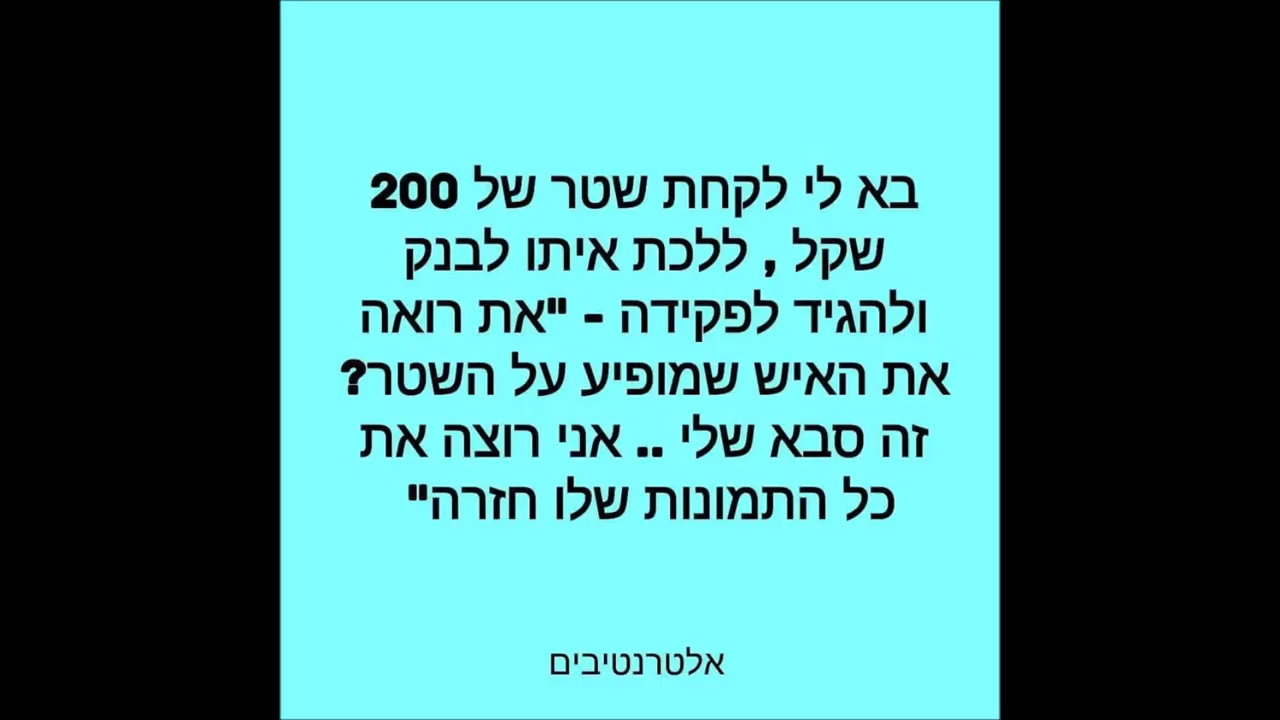 בא לי לקחת שטר של 200
שקל , ללכת איתו לבנק
ולהגיד לפקידה - "את רואה
את האיש שמופיע על השטר?
זה סבא שלי .. אני רוצה את
כל התמונות שלו חזרה"
אלטרנטיבים